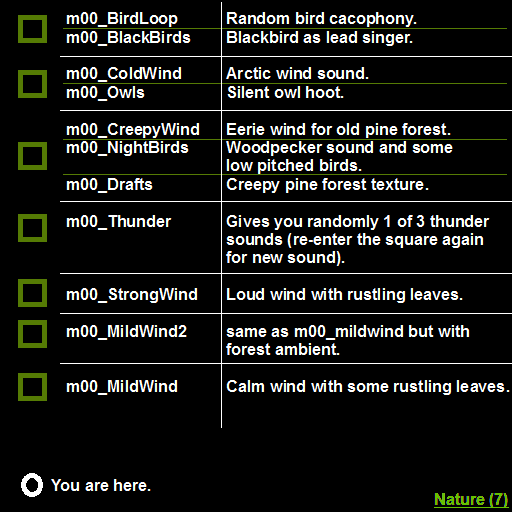 m00_BirdLoop Random bird cacophony.
m00_BlackBirds Blackbird as lead singer.
m00_ColdWind Arctic wind sound.
m00_Owls Silent owl hoot.
m00_CreepyWind Eerie wind for old pine forest.
m00_NightBirds Woodpecker sound and some
low pitched birds.
m00_Drafts Creepy pine forest texture.
m00_Thunder Gives you randomly 1 of 3 thunder
sounds (re-enter the square again
for new sound).
m00_StrongWind Loud wind with rustling leaves.
m00_MildWind2 same as m00_mildwind but with
forest ambient.
m00_MildWind Calm wind with some rustling leaves.
You are here.
Nature (7)